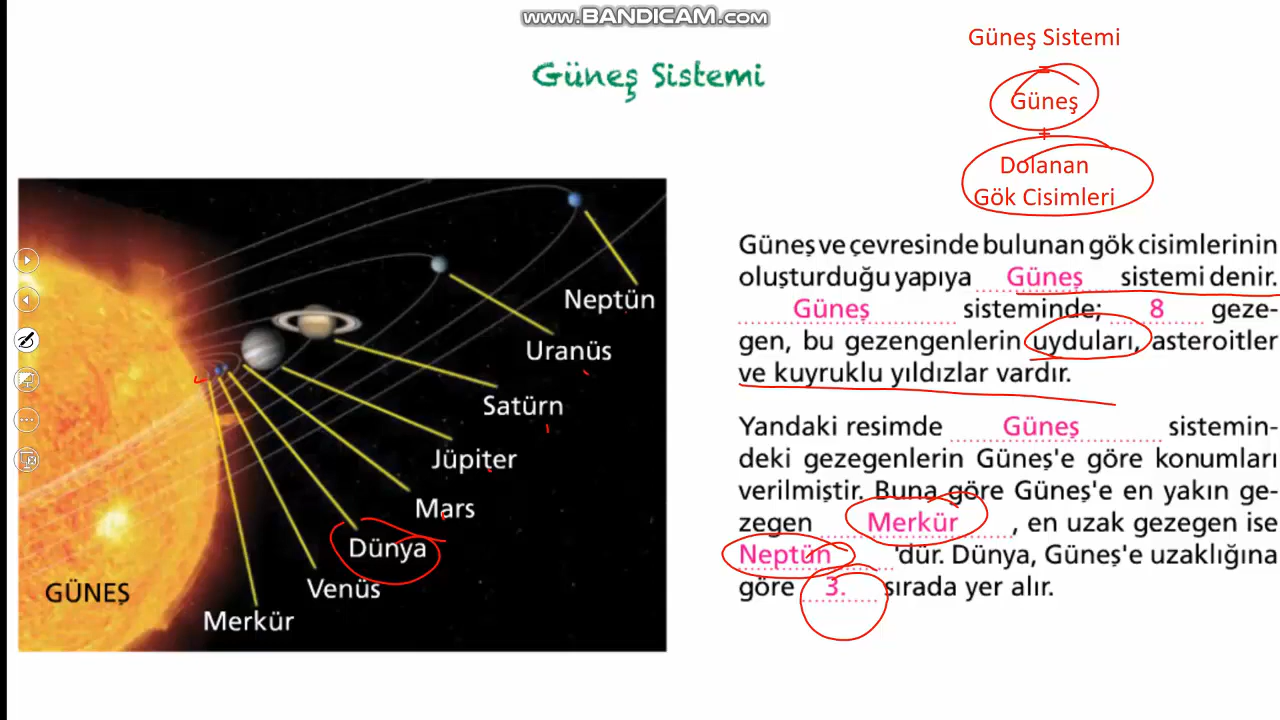 www.BANDICAM.com
Güneş Sistemi
Güneş Sistemi
=
Güneş
+
Dolanan
Gök Cisimleri
Neptün
Uranüs
Satürn
Jüpiter
Mars
Dünya
Venüs
Merkür
GÜNEŞ
Güneş ve çevresinde bulunan gök cisimlerinin
oluşturduğu yapıya Güneş sistemi denir.
Güneş sisteminde; 8 geze-
gen, bu gezengenlerin uyduları, asteroitler
ve kuyruklu yıldızlar vardır.
Yandaki resimde Güneş sistemin-
deki gezegenlerin Güneş'e göre konumları
verilmiştir. Buna göre Güneş'e en yakın ge-
zegen Merkür, en uzak gezegen ise
Neptün'dür. Dünya, Güneş'e uzaklığına
göre 3. sırada yer alır.